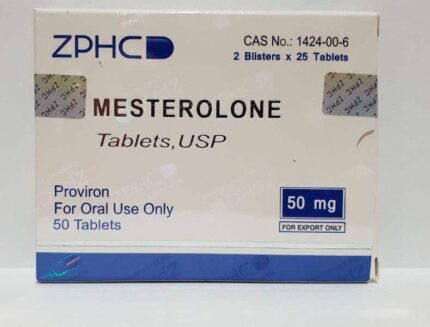 ZPHC
CAS No.: 1424-00-6
2 Blisters x 25 Tablets
MESTEROLONE
Tablets,USP
Proviron
For Oral Use Only
50 Tablets
50 mg
FOR EXPORT ONLY